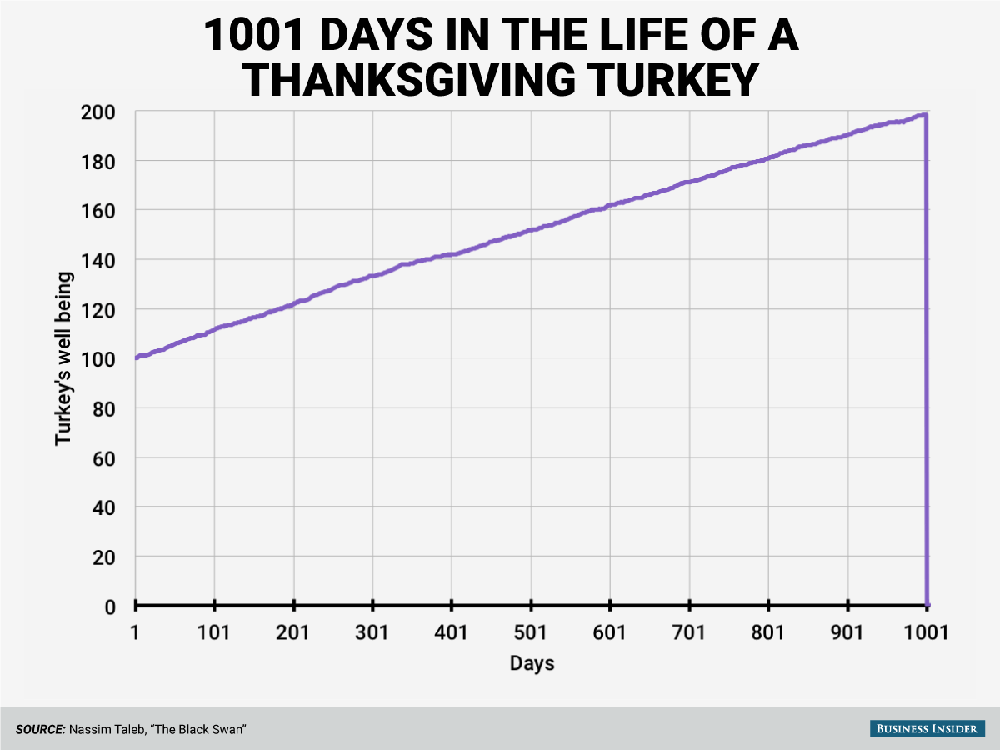 1001 DAYS IN THE LIFE OF A
THANKSGIVING TURKEY
200
180
160
140
120
100
80
60
40
20
0
Turkey's well being
1 101 201 301 401 501 601 701 801 901 1001
Days
SOURCE: Nassim Taleb, “The Black Swan”
BUSINESS INSIDER